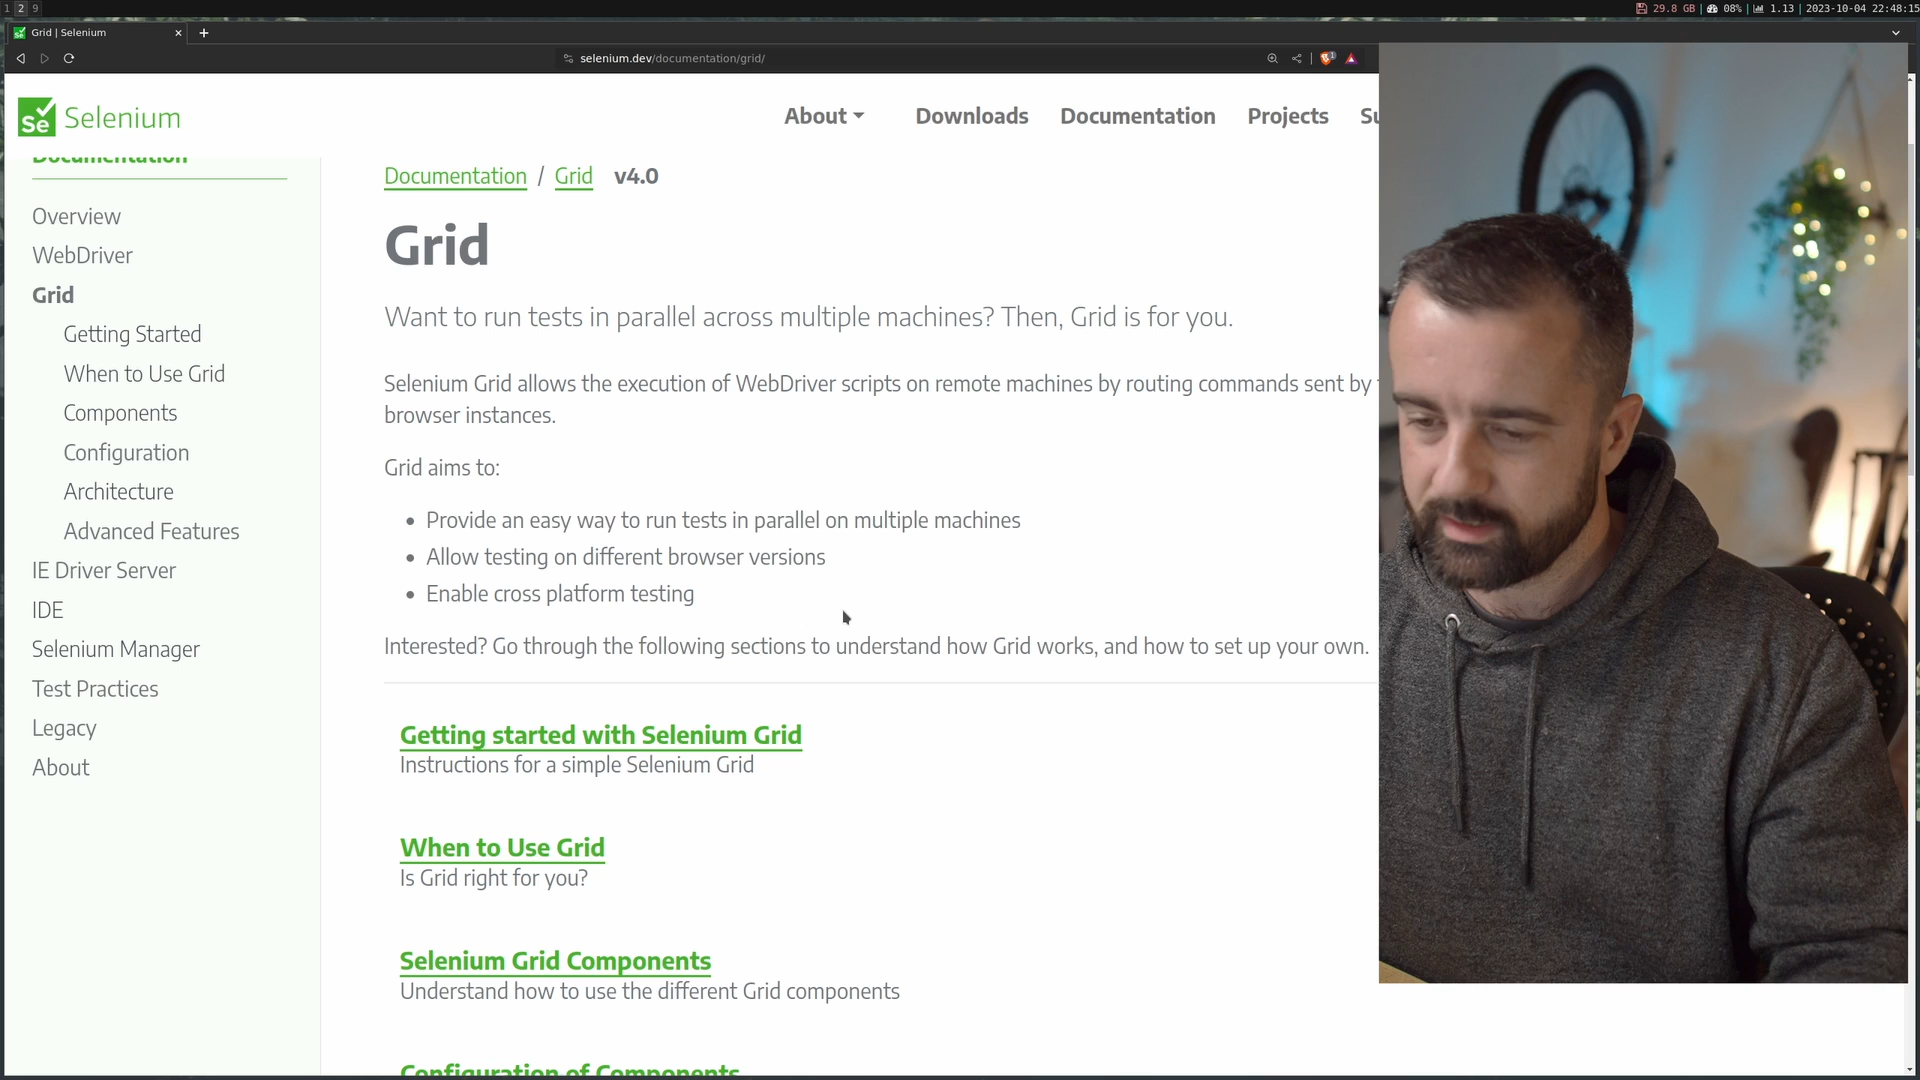 1 2 9
29.8 GB | 08% | 1.13 | 2023-10-04 22:48:15
Grid | Selenium
selenium.dev/documentation/grid/
Se Selenium
About
Downloads
Documentation
Projects
Su
Documentation
Overview
WebDriver
Grid
Getting Started
When to Use Grid
Components
Configuration
Architecture
Advanced Features
IE Driver Server
IDE
Selenium Manager
Test Practices
Legacy
About
Documentation / Grid v4.0
Grid
Want to run tests in parallel across multiple machines? Then, Grid is for you.
Selenium Grid allows the execution of WebDriver scripts on remote machines by routing commands sent by
browser instances.
Grid aims to:
• Provide an easy way to run tests in parallel on multiple machines
• Allow testing on different browser versions
• Enable cross platform testing
Interested? Go through the following sections to understand how Grid works, and how to set up your own.
Getting started with Selenium Grid
Instructions for a simple Selenium Grid
When to Use Grid
Is Grid right for you?
Selenium Grid Components
Understand how to use the different Grid components
Configuration of Components